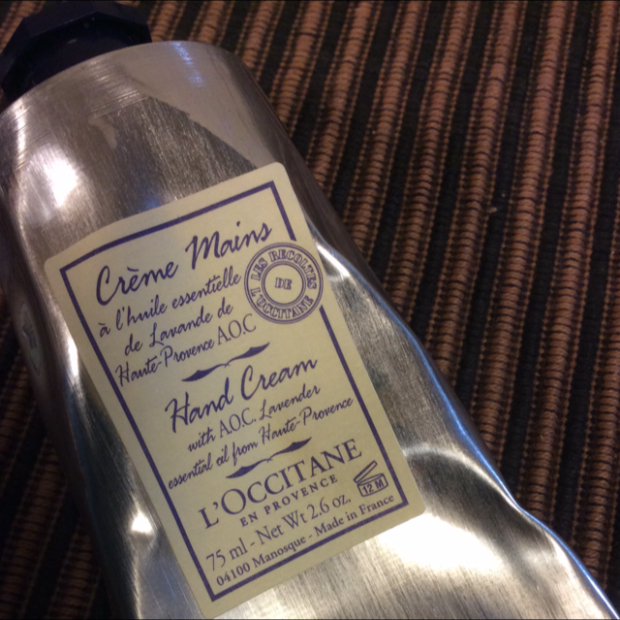 Crème Mains
à l'huile essentielle
de Lavande de
Haute-Provence A.O.C
LES RECOLTES
DE
L'OCCITANE
Hand Cream
with A.O.C. Lavender
essential oil from Haute-Provence
L'OCCITANE
EN PROVENCE
12 M
75 ml - Net Wt 2.6 oz.
04100 Manosque - Made in France